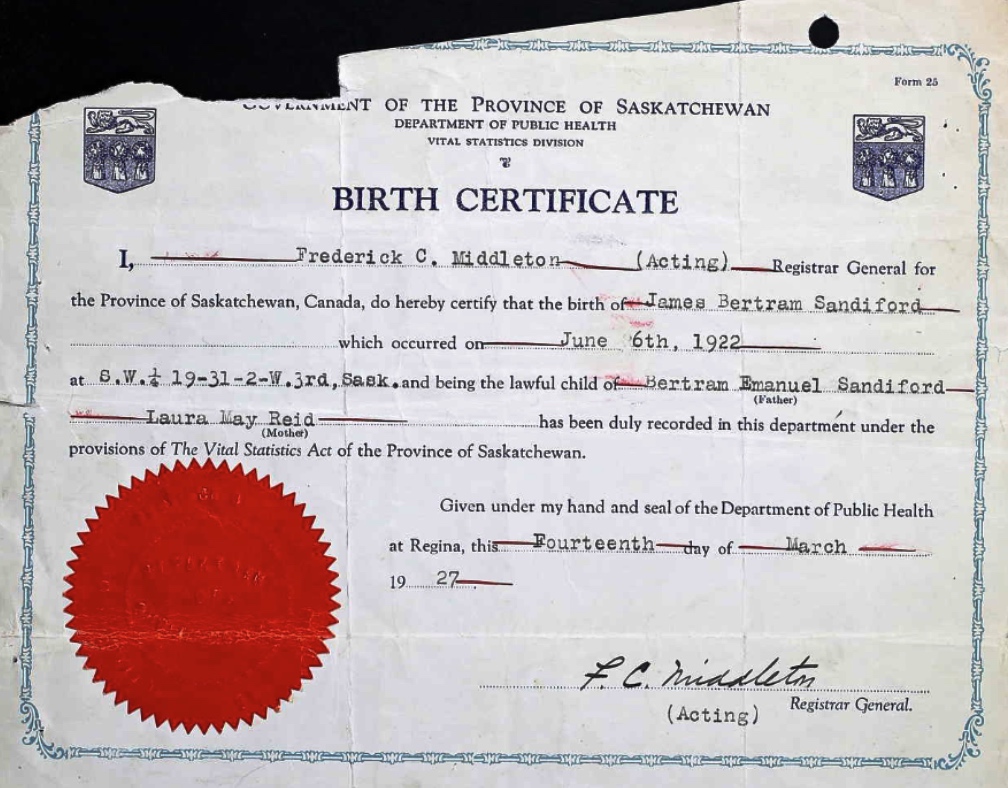 Form 25
GOVERNMENT OF THE PROVINCE OF SASKATCHEWAN
DEPARTMENT OF PUBLIC HEALTH
VITAL STATISTICS DIVISION
BIRTH CERTIFICATE
I, Frederick C. Middleton (Acting) Registrar General for
the Province of Saskatchewan, Canada, do hereby certify that the birth of James Bertram Sandiford
which occurred on June 6th, 1922
at S.W.¼ 19-31-2-W.3rd, Sask. and being the lawful child of Bertram Emanuel Sandiford
(Father)
Laura May Reid has been duly recorded in this department under the
(Mother)
provisions of The Vital Statistics Act of the Province of Saskatchewan.
Given under my hand and seal of the Department of Public Health
at Regina, this Fourteenth day of March
19 27
F. C. Middleton
(Acting) Registrar General.